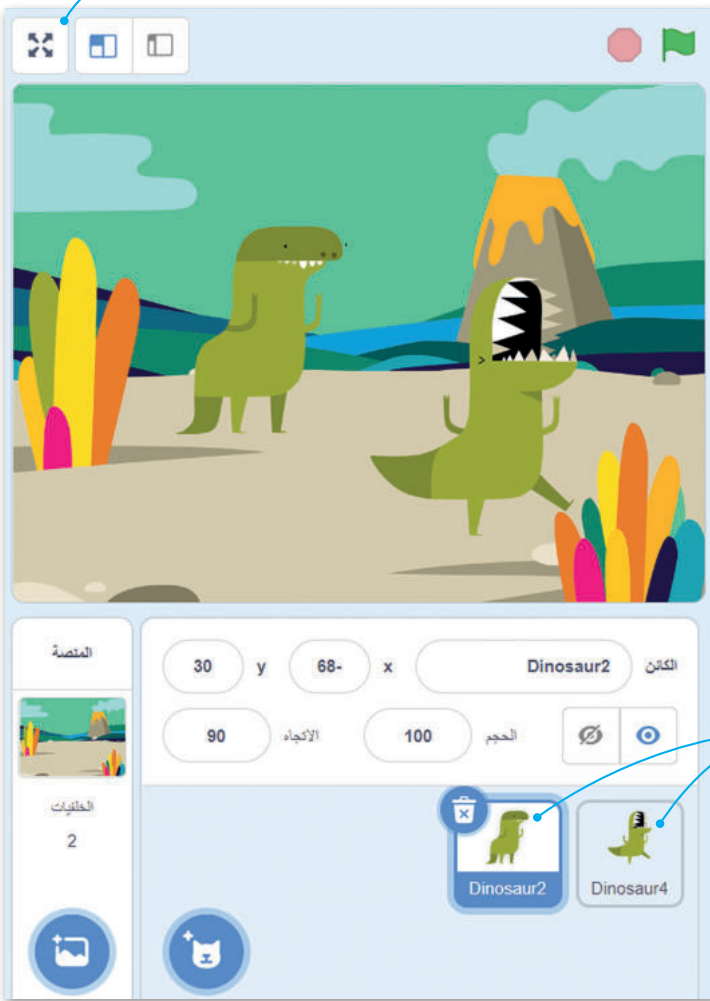 المنصة
الكائن Dinosaur2 x 68- y 30
الحجم 100 الاتجاه 90
الخلفيات
2
Dinosaur2 Dinosaur4